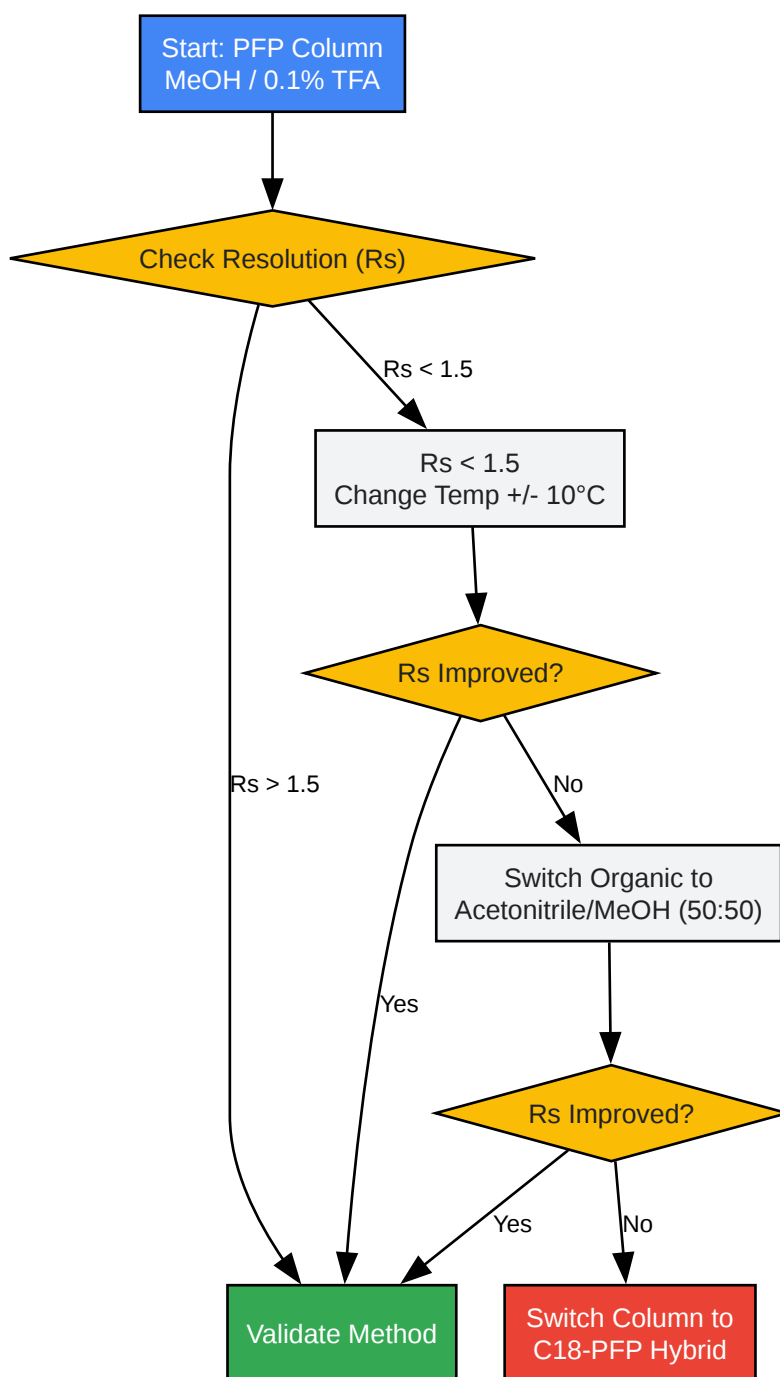 Start: PFP Column
MeOH / 0.1% TFA
Check Resolution (Rs)
Rs < 1.5
Rs < 1.5
Change Temp +/- 10°C
Rs Improved?
Rs > 1.5
No
Switch Organic to
Acetonitrile/MeOH (50:50)
Yes
Rs Improved?
Yes
No
Validate Method
Switch Column to
C18-PFP Hybrid